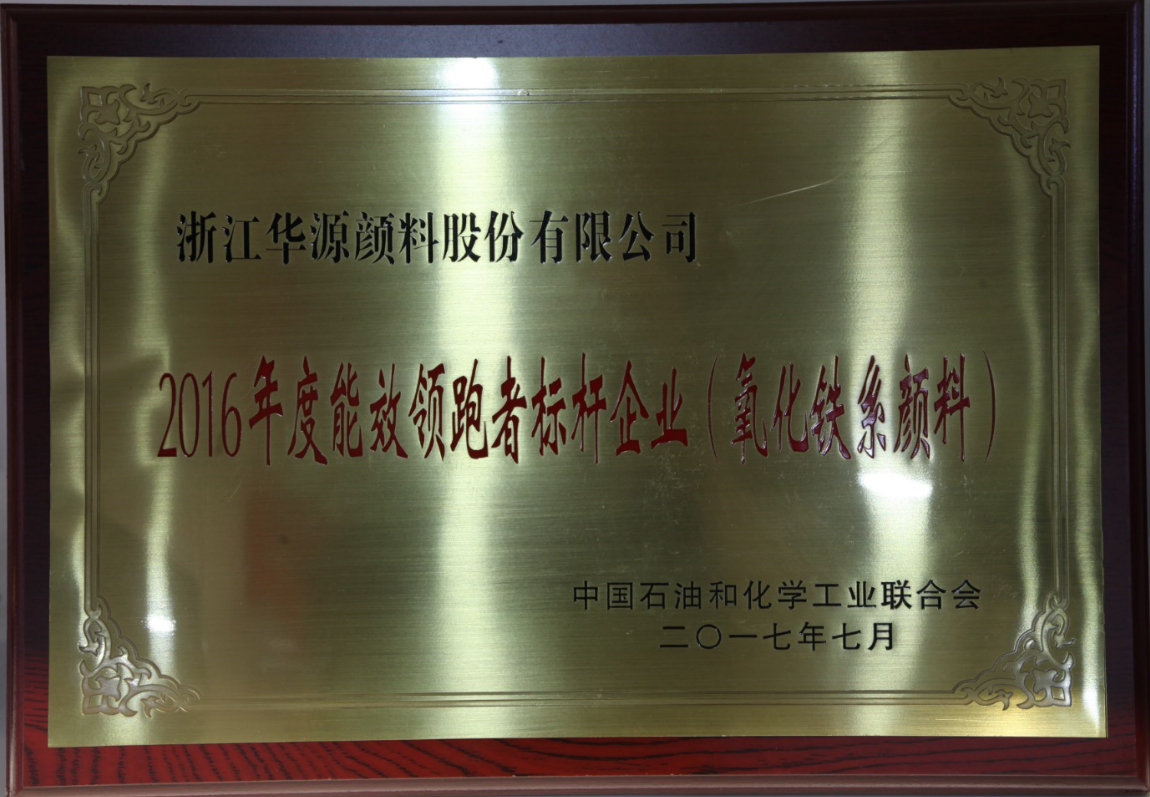 浙江华源颜料股份有限公司
2016年度能效领跑者标杆企业（氧化铁系颜料）
中国石油和化学工业联合会
二〇一七年七月